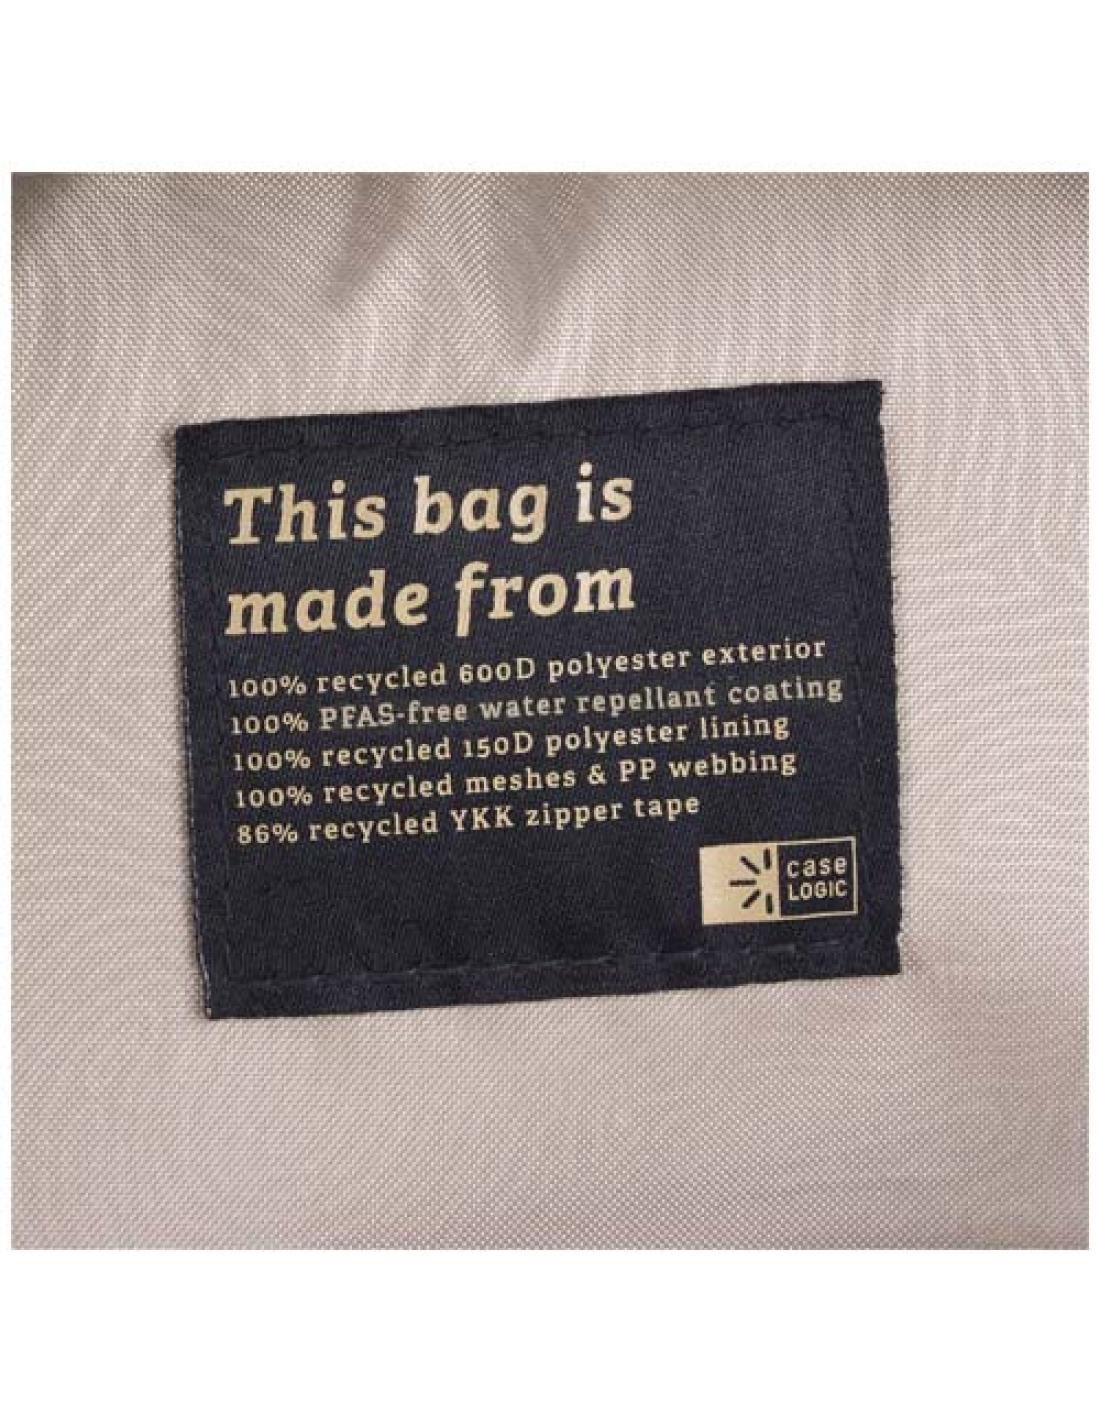 This bag is
made from
100% recycled 600D polyester exterior
100% PFAS-free water repellant coating
100% recycled 150D polyester lining
100% recycled meshes & PP webbing
86% recycled YKK zipper tape
case
LOGIC